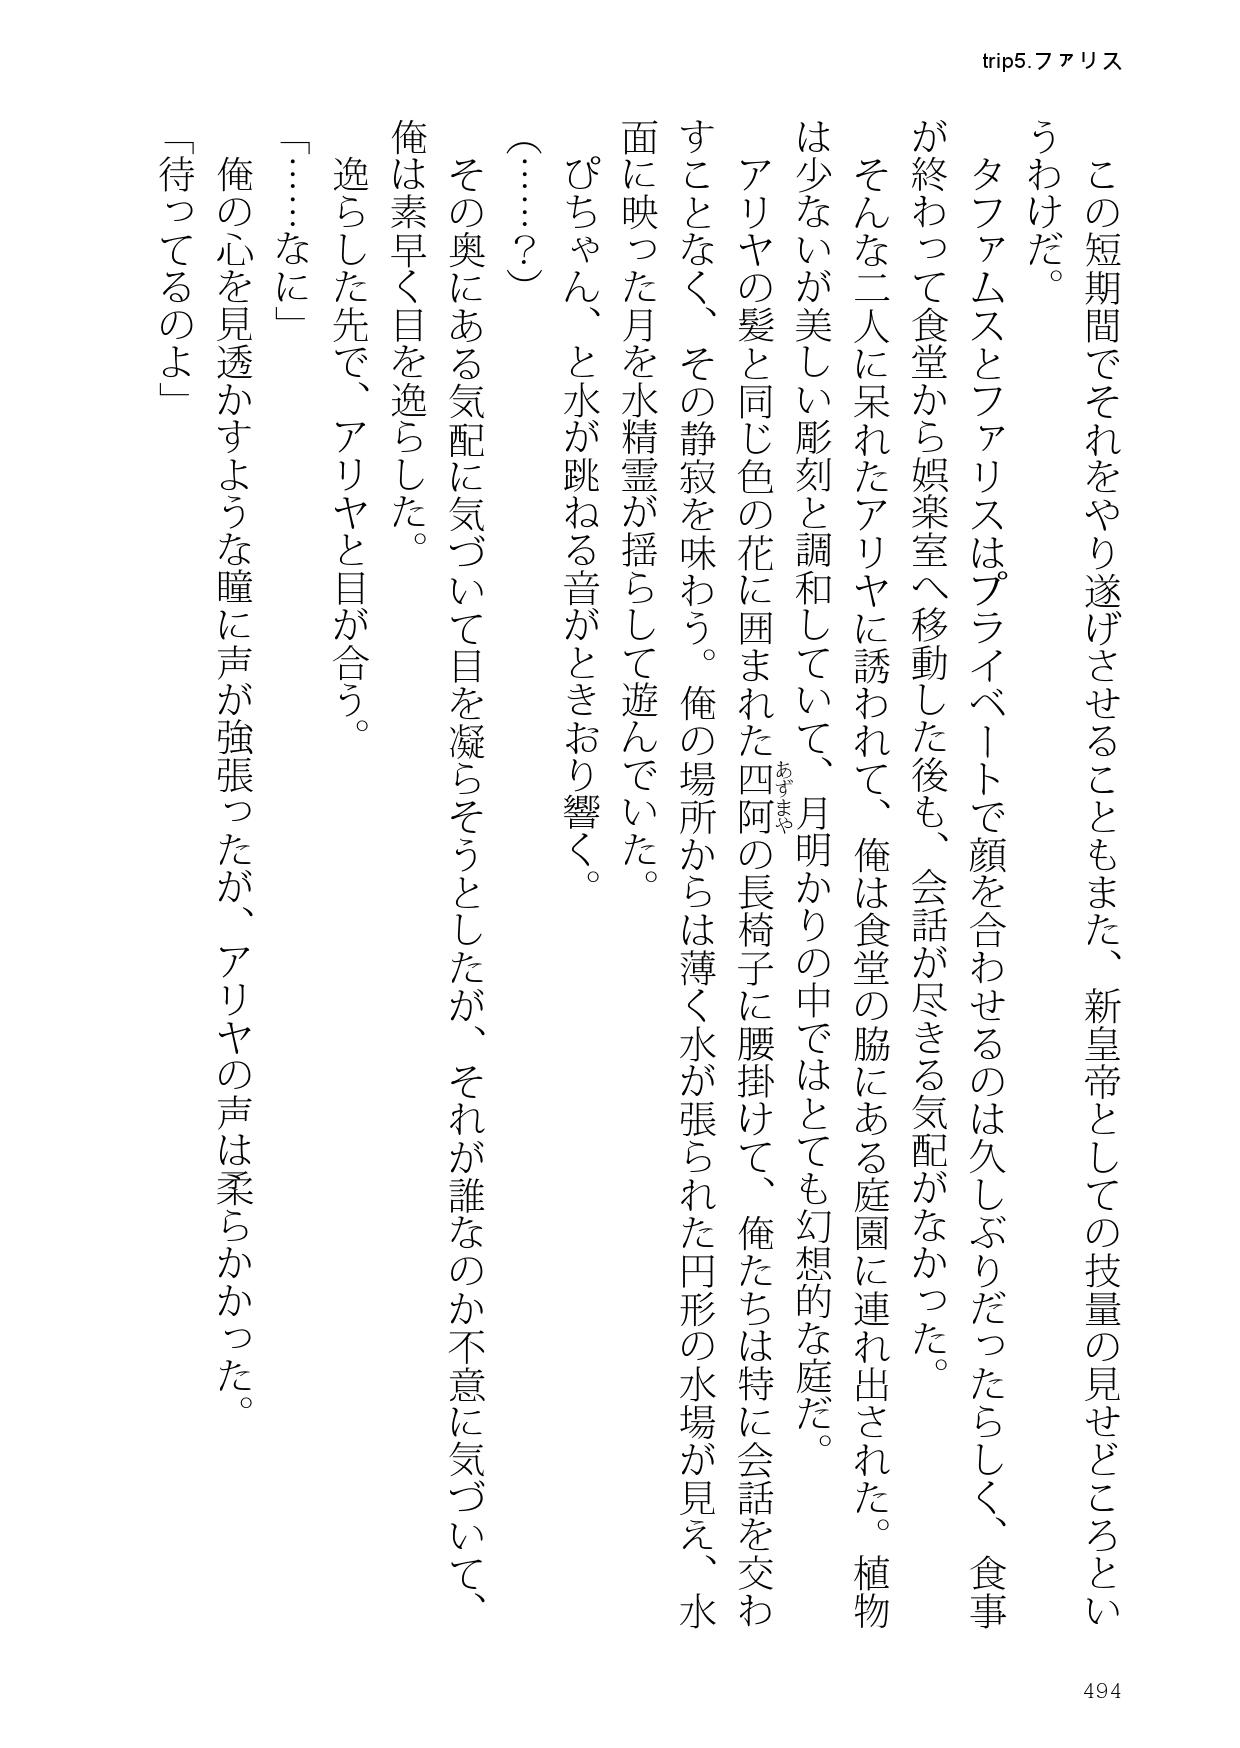 trip5.ファリス
　この短期間でそれをやり遂げさせることもまた、新皇帝としての技量の見せどころとい
うわけだ。
　タファムスとファリスはプライベートで顔を合わせるのは久しぶりだったらしく、食事
が終わって食堂から娯楽室へ移動した後も、会話が尽きる気配がなかった。
　そんな二人に呆れたアリヤに誘われて、俺は食堂の脇にある庭園に連れ出された。植物
は少ないが美しい彫刻と調和していて、月明かりの中ではとても幻想的な庭だ。
　アリヤの髪と同じ色の花に囲まれた四阿の長椅子に腰掛けて、俺たちは特に会話を交わ
あずまや
すことなく、その静寂を味わう。俺の場所からは薄く水が張られた円形の水場が見え、水
面に映った月を水精霊が揺らして遊んでいた。
　ぴちゃん、と水が跳ねる音がときおり響く。
（……？）
　その奥にある気配に気づいて目を凝らそうとしたが、それが誰なのか不意に気づいて、
俺は素早く目を逸らした。
　逸らした先で、アリヤと目が合う。
「……なに」
　俺の心を見透かすような瞳に声が強張ったが、アリヤの声は柔らかかった。
「待ってるのよ」
494